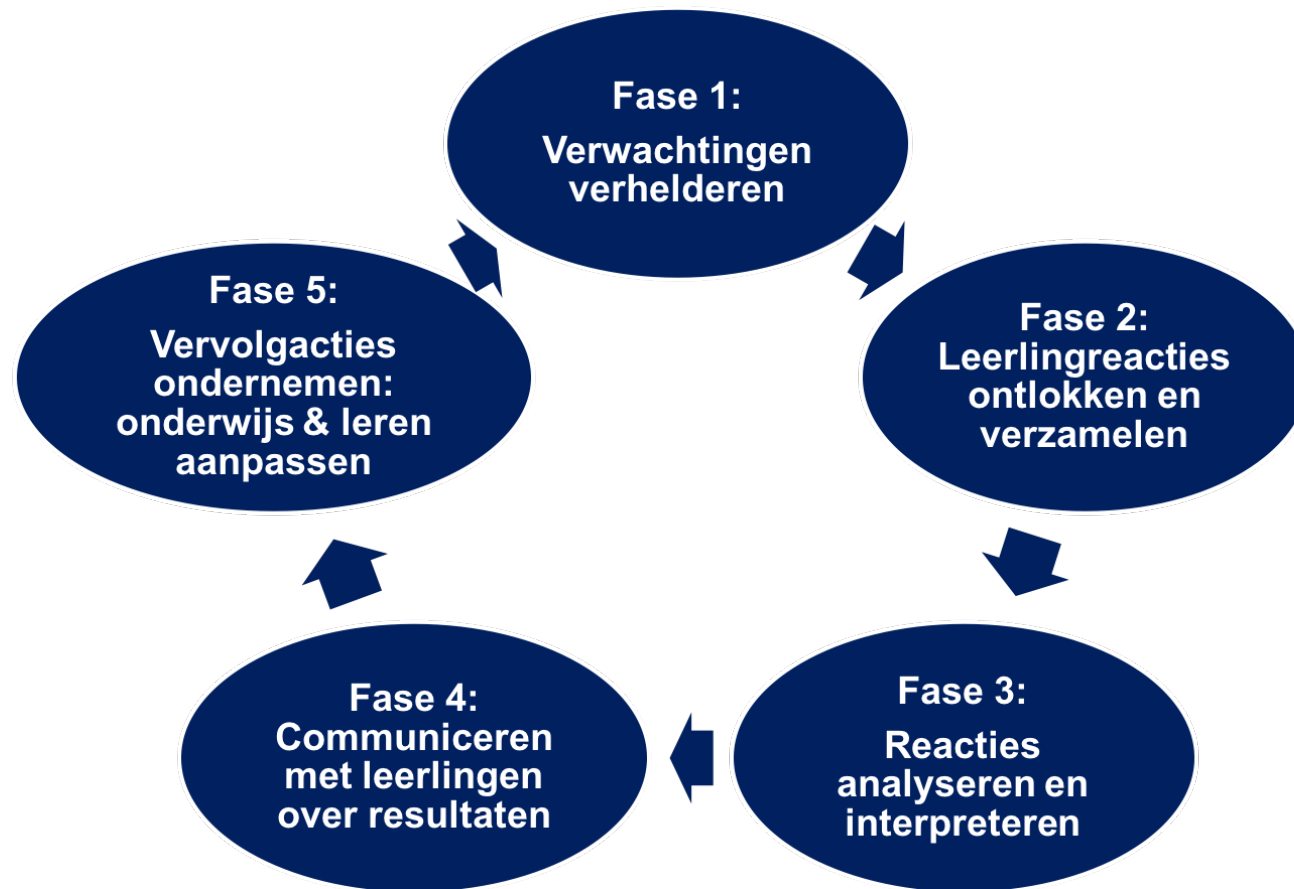 Fase 1:
Verwachtingen
verhelderen
Fase 2:
Leerlingreacties
ontlokken en
verzamelen
Fase 3:
Reacties
analyseren en
interpreteren
Fase 4:
Communiceren
met leerlingen
over resultaten
Fase 5:
Vervolgacties
ondernemen:
onderwijs & leren
aanpassen